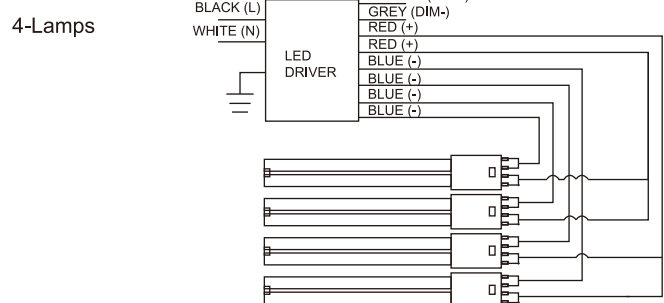 BLACK (L)
GREY (DIM-)
4-Lamps
WHITE (N)
RED (+)
RED (+)
LED
DRIVER
BLUE (-)
BLUE (-)
BLUE (-)
BLUE (-)